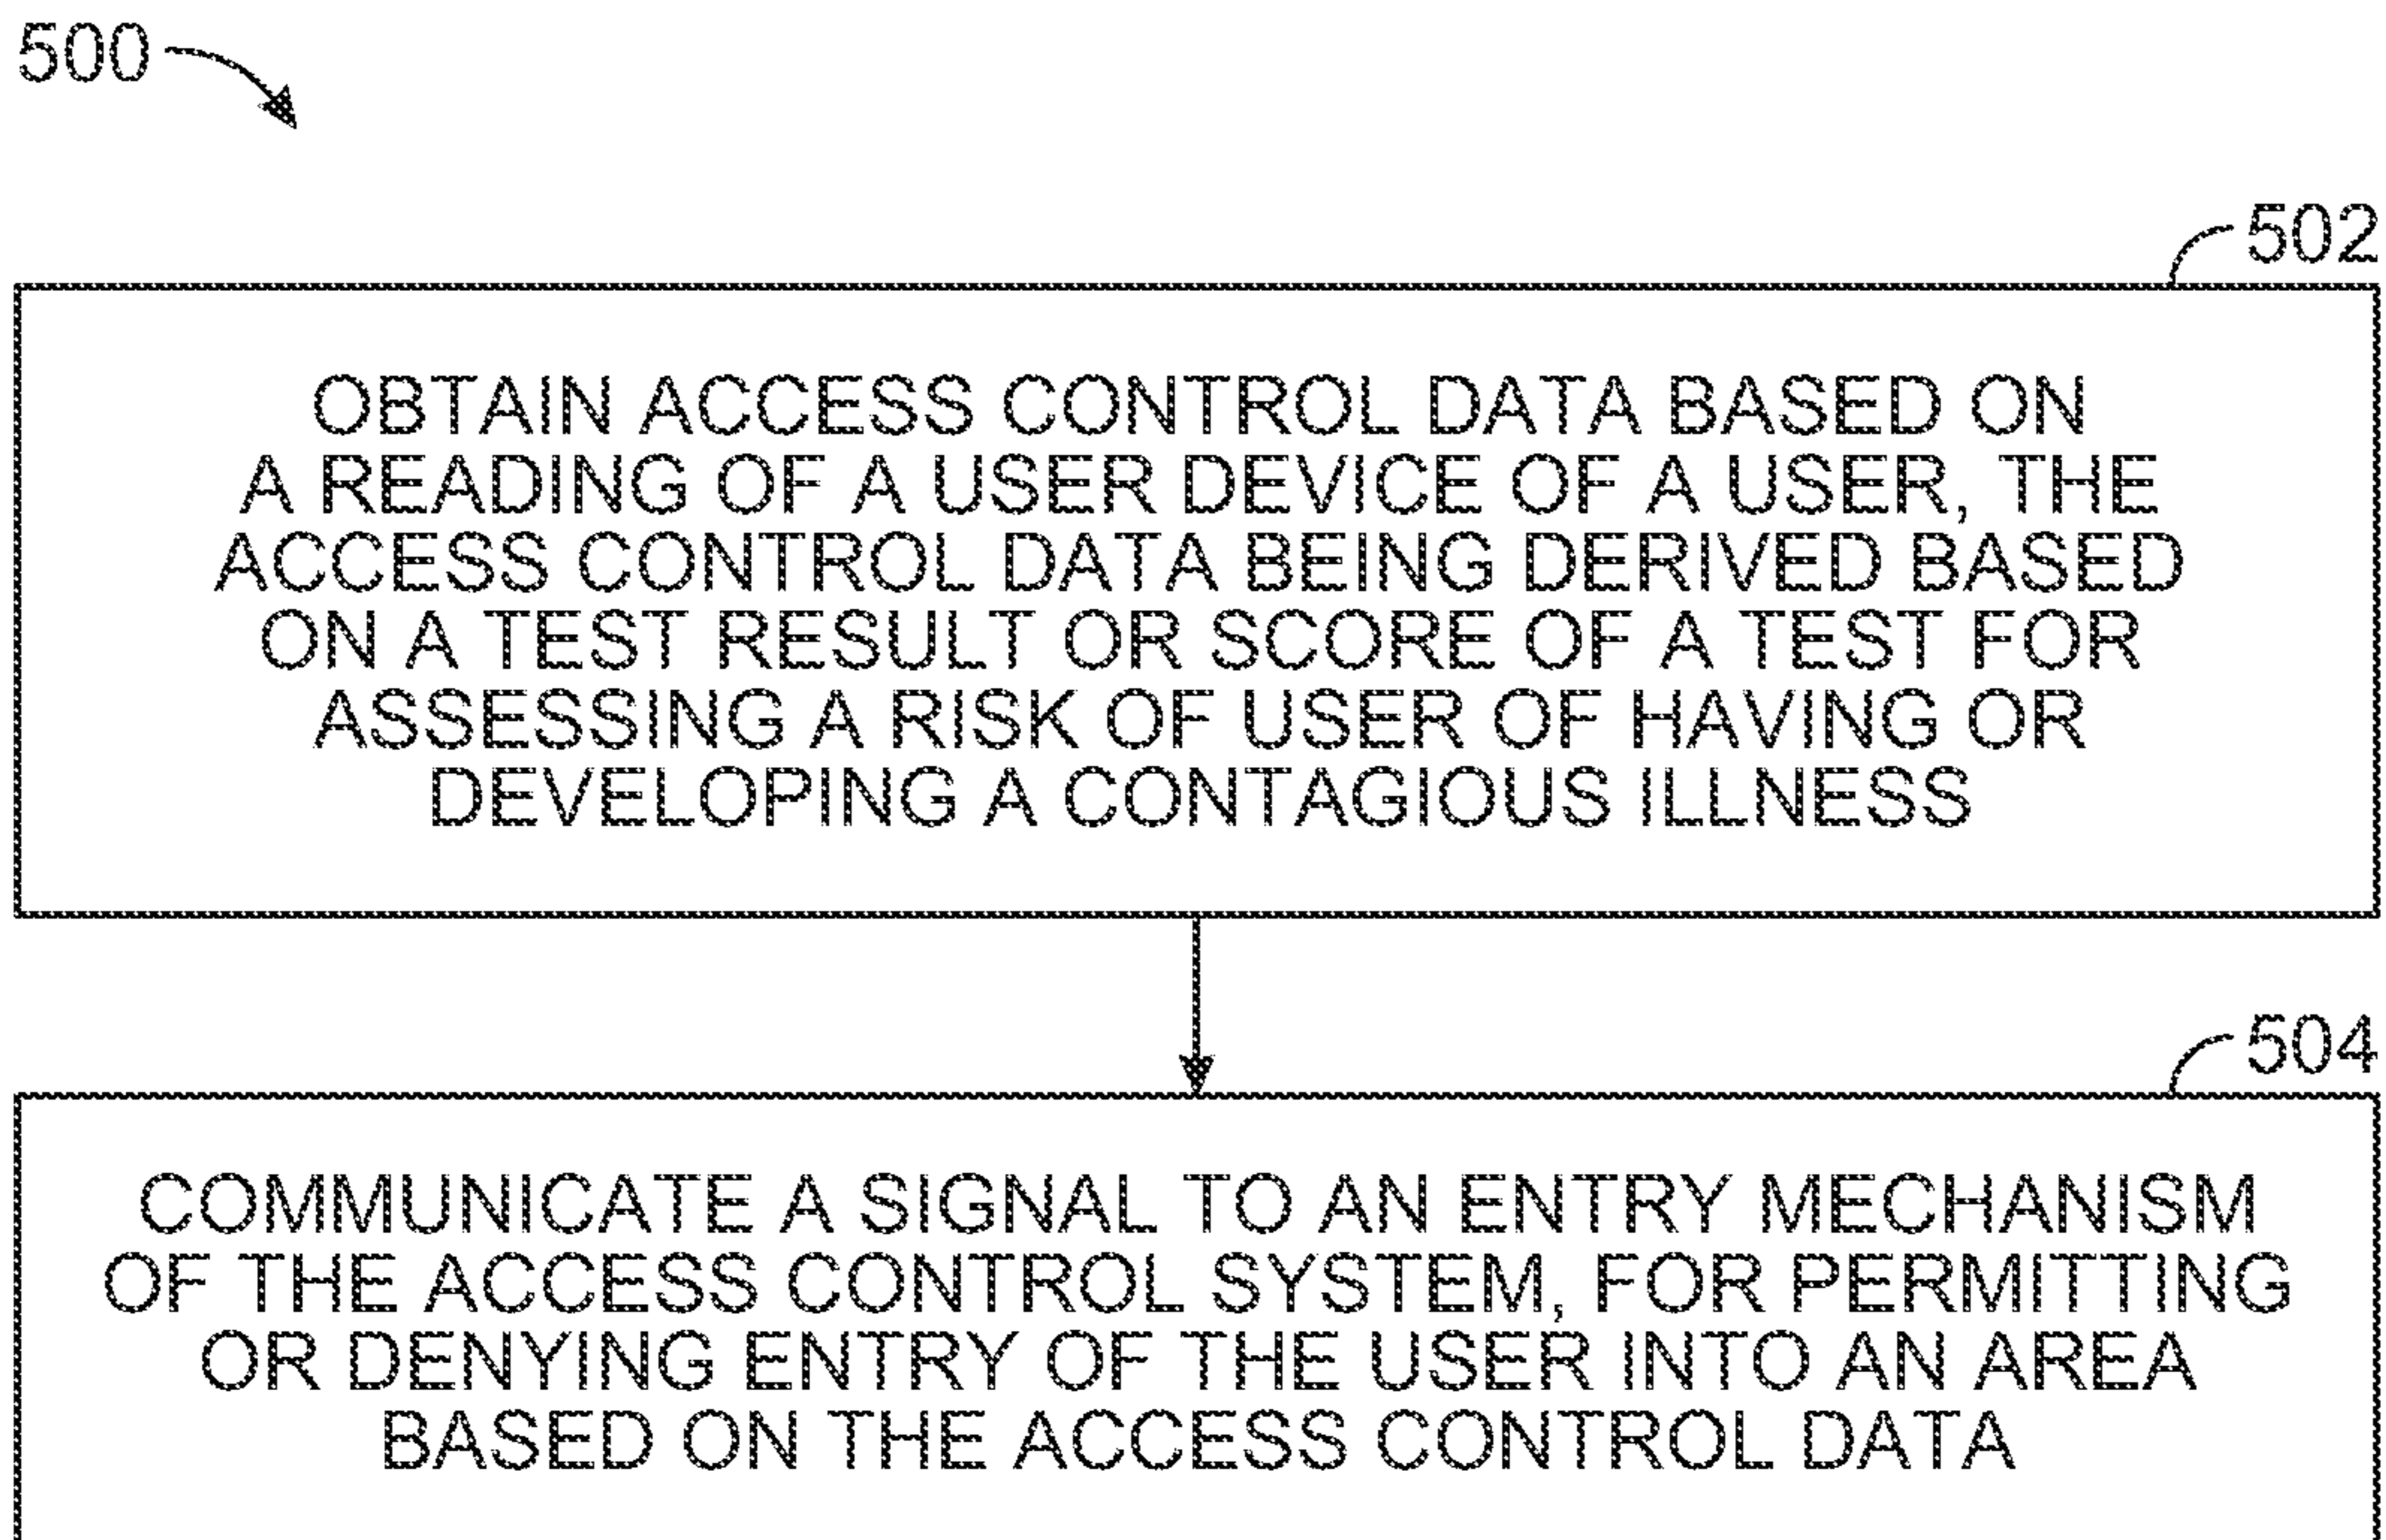 500
502
OBTAIN ACCESS CONTROL DATA BASED ON
A READING OF A USER DEVICE OF A USER, THE
ACCESS CONTROL DATA BEING DERIVED BASED
ON A TEST RESULT OR SCORE OF A TEST FOR
ASSESSING A RISK OF USER OF HAVING OR
DEVELOPING A CONTAGIOUS ILLNESS
504
COMMUNICATE A SIGNAL TO AN ENTRY MECHANISM
OF THE ACCESS CONTROL SYSTEM, FOR PERMITTING
OR DENYING ENTRY OF THE USER INTO AN AREA
BASED ON THE ACCESS CONTROL DATA